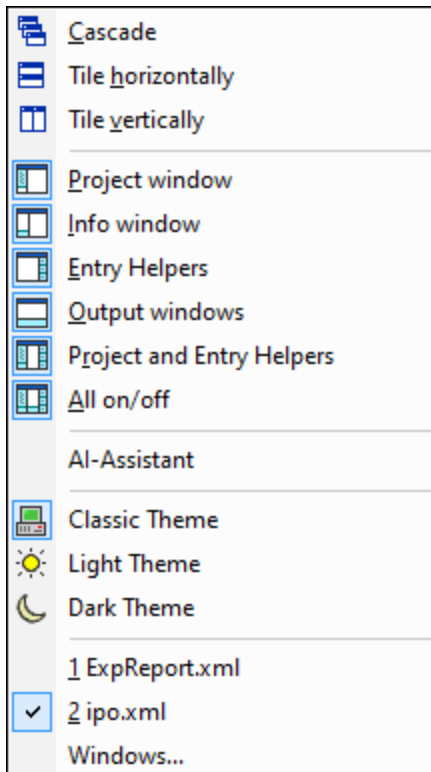 Cascade
Tile horizontally
Tile vertically
Project window
Info window
Entry Helpers
Output windows
Project and Entry Helpers
All on/off
AI-Assistant
Classic Theme
Light Theme
Dark Theme
1 ExpReport.xml
2 ipo.xml
Windows...